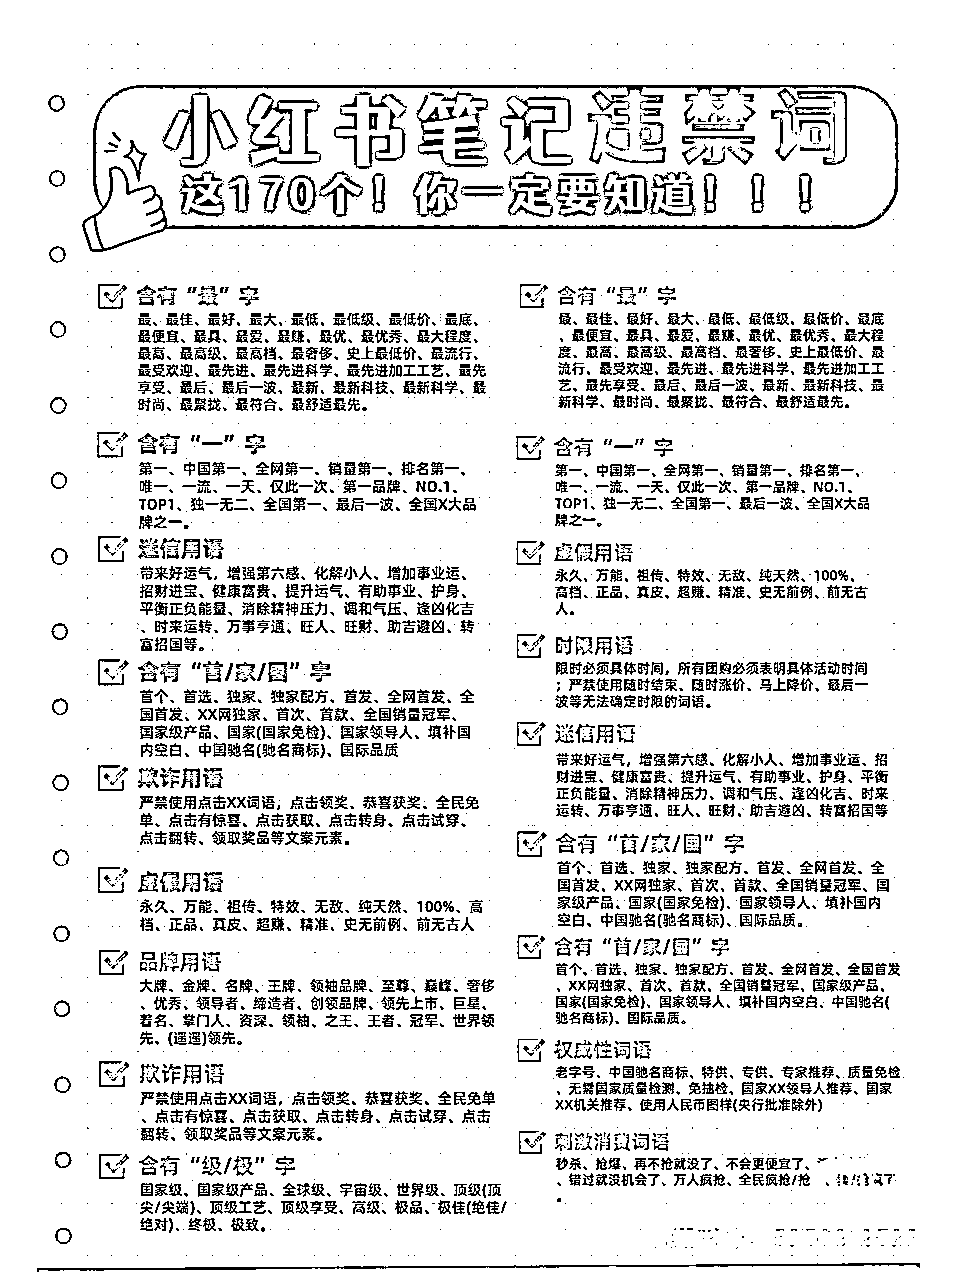 小红书笔记违禁词
这170个！你一定要知道！！！
含有“最”字
最、最佳、最好、最大、最低、最低级、最低价、最底、
最便宜、最具、最爱、最赚、最优、最优秀、最大程度、
最高、最高级、最高档、最奢侈、史上最低价、最流行、
最受欢迎、最先进、最先进科学、最先进加工工艺、最先
享受、最后、最后一波、最新、最新科技、最新科学、最
时尚、最聚拢、最符合、最舒适最先。
含有“一”字
第一、中国第一、全网第一、销量第一、排名第一、
唯一、一流、一天、仅此一次、第一品牌、NO.1、
TOP1、独一无二、全国第一、最后一波、全国X大品
牌之一。
迷信用语
带来好运气，增强第六感、化解小人、增加事业运、
招财进宝、健康富贵、提升运气、有助事业、护身、
平衡正负能量、消除精神压力、调和气压、逢凶化吉
、时来运转、万事亨通、旺人、旺财、助吉避凶、转
富招国等。
含有“首/家/国”字
首个、首选、独家、独家配方、首发、全网首发、全
国首发、XX网独家、首次、首款、全国销量冠军、
国家级产品、国家(国家免检)、国家领导人、填补国
内空白、中国驰名(驰名商标)、国际品质
欺诈用语
严禁使用点击XX词语；点击领奖、恭喜获奖、全民免
单、点击有惊喜、点击获取、点击转身、点击试穿、
点击翻转、领取奖品等文案元素。
虚假用语
永久、万能、祖传、特效、无敌、纯天然、100%、高
档、正品、真皮、超赚、精准、史无前例、前无古人
品牌用语
大牌、金牌、名牌、王牌、领袖品牌、至尊、巅峰、奢侈
、优秀、领导者、缔造者、创领品牌、领先上市、巨星、
著名、掌门人、资深、领袖、之王、王者、冠军、世界领
先、(遥遥)领先。
欺诈用语
严禁使用点击XX词语，点击领奖、恭喜获奖、全民免单
、点击有惊喜、点击获取、点击转身、点击试穿、点击
翻转、领取奖品等文案元素。
含有“级/极”字
国家级、国家级产品、全球级、宇宙级、世界级、顶级(顶
尖/尖端)、顶级工艺、顶级享受、高级、极品、极佳(绝佳/
绝对)、终极、极致。
含有“最”字
最、最佳、最好、最大、最低、最低级、最低价、最底
、最便宜、最具、最爱、最赚、最优、最优秀、最大程
度、最高、最高级、最高档、最奢侈、史上最低价、最
流行、最受欢迎、最先进、最先进科学、最先进加工工
艺、最先享受、最后、最后一波、最新、最新科技、最
新科学、最时尚、最聚拢、最符合、最舒适最先。
含有“一”字
第一、中国第一、全网第一、销量第一、排名第一、
唯一、一流、一天、仅此一次、第一品牌、NO.1、
TOP1、独一无二、全国第一、最后一波、全国X大品
牌之一。
虚假用语
永久、万能、祖传、特效、无敌、纯天然、100%、
高档、正品、真皮、超赚、精准、史无前例、前无古
人。
时限用语
限时必须具体时间，所有团购必须表明具体活动时间
；严禁使用随时结束、随时涨价、马上降价、最后一
波等无法确定时限的词语。
迷信用语
带来好运气，增强第六感、化解小人、增加事业运、招
财进宝、健康富贵、提升运气、有助事业、护身、平衡
正负能量、消除精神压力、调和气压、逢凶化吉、时来
运转、万事亨通、旺人、旺财、助吉避凶、转富招国等
含有“首/家/国”字
首个、首选、独家、独家配方、首发、全网首发、全
国首发、XX网独家、首次、首款、全国销量冠军、国
家级产品、国家(国家免检)、国家领导人、填补国内
空白、中国驰名(驰名商标)、国际品质。
含有“首/家/国”字
首个、首选、独家、独家配方、首发、全网首发、全国首发
、XX网独家、首次、首款、全国销量冠军、国家级产品、
国家(国家免检)、国家领导人、填补国内空白、中国驰名(
驰名商标)、国际品质。
权威性词语
老字号、中国驰名商标、特供、专供、专家推荐、质量免检
、无需国家质量检测、免抽检、国家XX领导人推荐、国家
XX机关推荐、使用人民币图样(央行批准除外)
刺激消费词语
秒杀、抢爆、再不抢就没了、不会更便宜了、
、错过就没机会了、万人疯抢、全民疯抢/抢
。